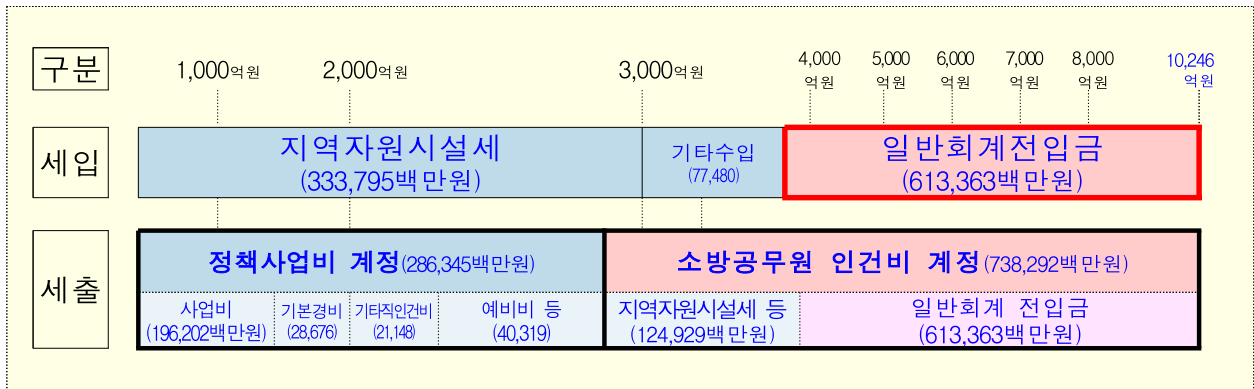 구분
1,000억원
2,000억원
3,000억원
4,000
억원
5,000
억원
6,000
억원
7,000
억원
8,000
억원
10,246
억원
세입
지역자원시설세
(333,795백만원)
기타수입
(77,480)
일반회계전입금
(613,363백만원)
세출
정책사업비 계정(286,345백만원)
소방공무원 인건비 계정(738,292백만원)
사업비
(196,202백만원)
기본경비
(28,676)
기타직인건비
(21,148)
예비비 등
(40,319)
지역자원시설세 등
(124,929백만원)
일반회계 전입금
(613,363백만원)